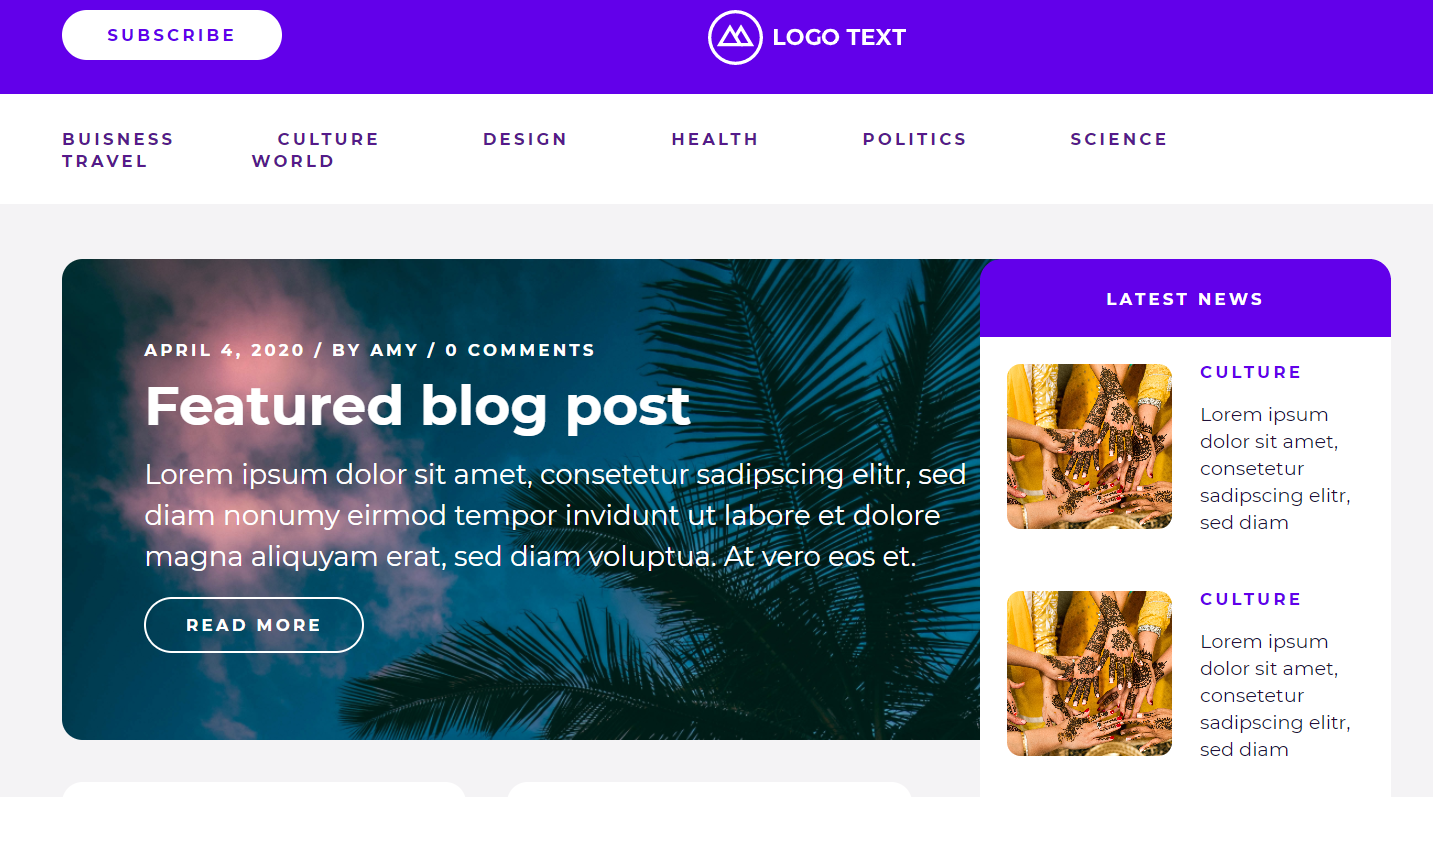 SUBSCRIBE
LOGO TEXT
BUISNESS CULTURE DESIGN HEALTH POLITICS SCIENCE
TRAVEL WORLD
APRIL 4, 2020 / BY AMY / 0 COMMENTS
Featured blog post
Lorem ipsum dolor sit amet, consetetur sadipscing elitr, sed
diam nonumy eirmod tempor invidunt ut labore et dolore
magna aliquyam erat, sed diam voluptua. At vero eos et.
READ MORE
LATEST NEWS
CULTURE
Lorem ipsum
dolor sit amet,
consetetur
sadipscing elitr,
sed diam
CULTURE
Lorem ipsum
dolor sit amet,
consetetur
sadipscing elitr,
sed diam